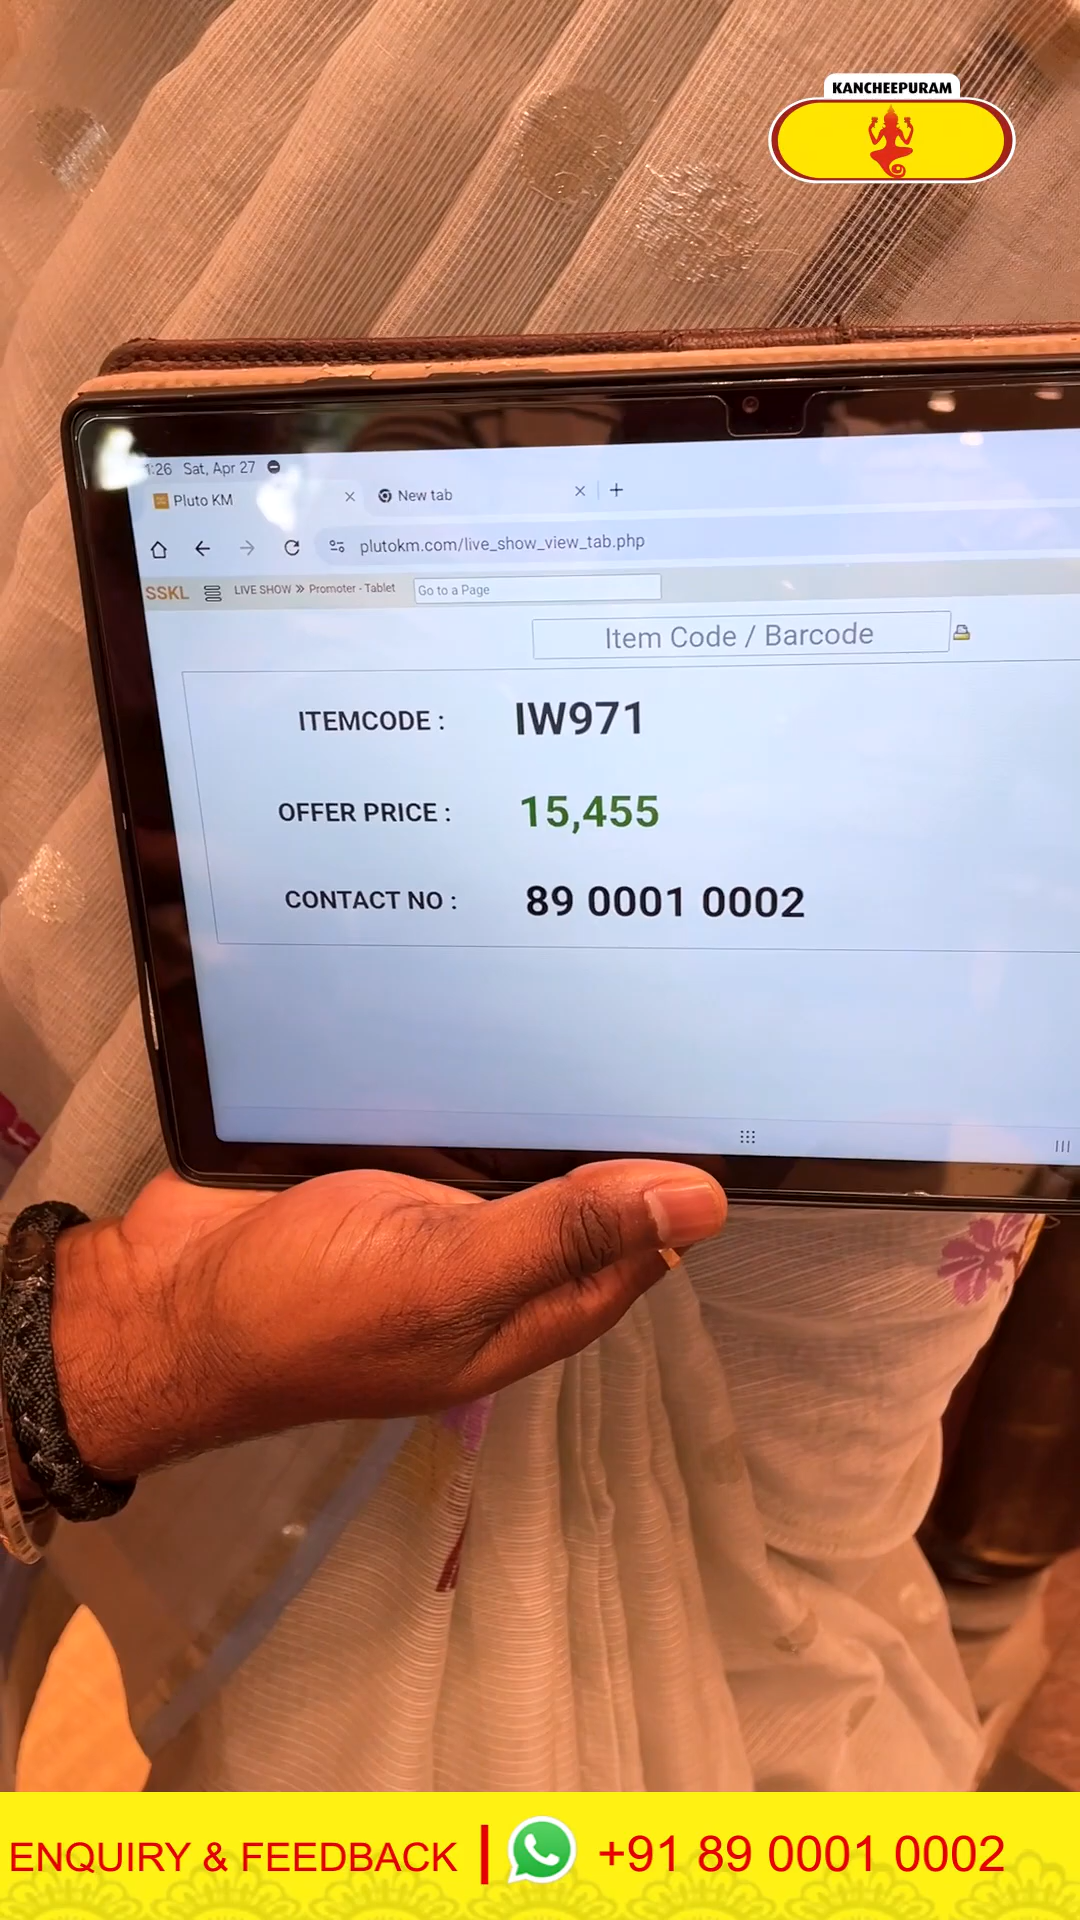 KANCHEEPURAM
1:26 Sat, Apr 27
Pluto KM
New tab
plutokm.com/live_show_view_tab.php
SSKL
LIVE SHOW » Promoter - Tablet
Go to a Page
Item Code / Barcode
ITEMCODE : IW971
OFFER PRICE : 15,455
CONTACT NO : 89 0001 0002
ENQUIRY & FEEDBACK | +91 89 0001 0002